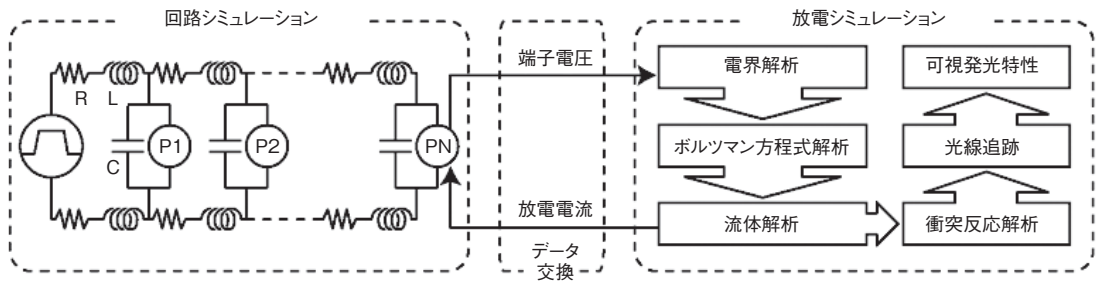 回路シミュレーション
放電シミュレーション
R
L
C
P1
P2
PN
端子電圧
放電電流
データ
交換
電界解析
ボルツマン方程式解析
流体解析
可視発光特性
光線追跡
衝突反応解析